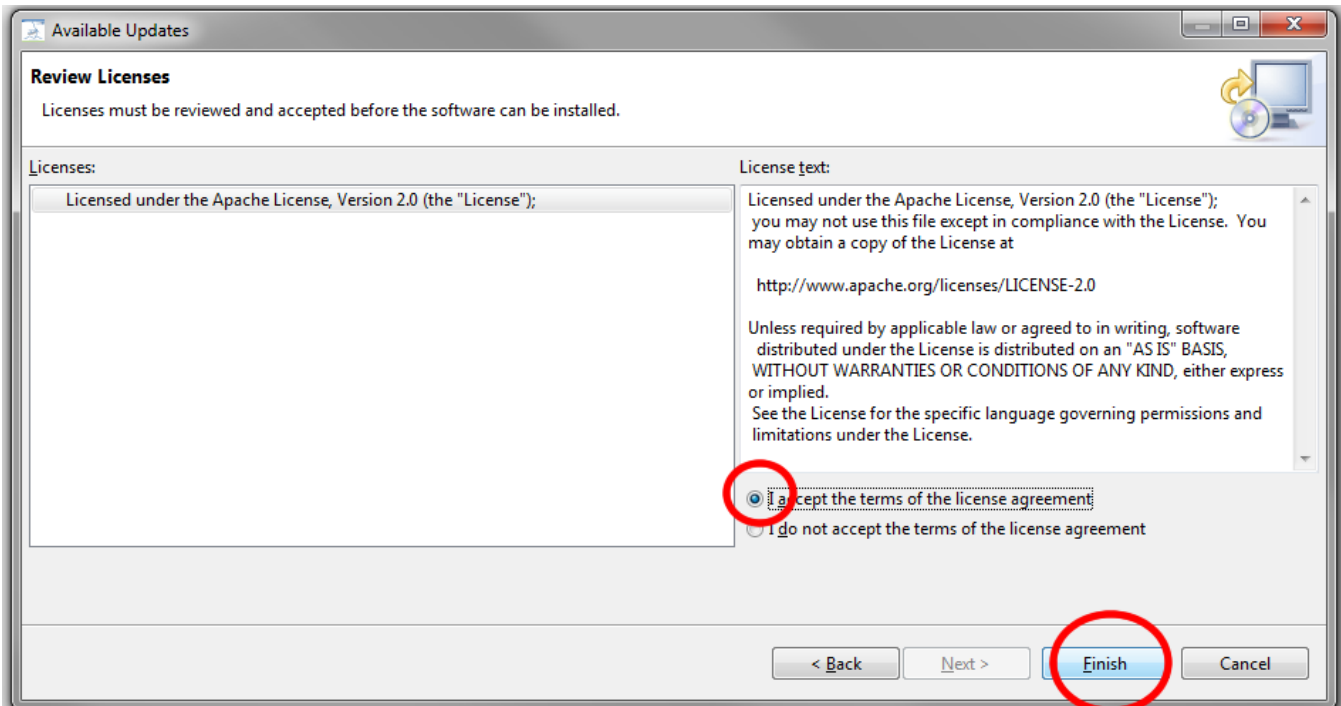 Available Updates
Review Licenses
Licenses must be reviewed and accepted before the software can be installed.
Licenses:
Licensed under the Apache License, Version 2.0 (the "License");
License text:
Licensed under the Apache License, Version 2.0 (the "License");
you may not use this file except in compliance with the License.  You
may obtain a copy of the License at
http://www.apache.org/licenses/LICENSE-2.0
Unless required by applicable law or agreed to in writing, software
distributed under the License is distributed on an "AS IS" BASIS,
WITHOUT WARRANTIES OR CONDITIONS OF ANY KIND, either express
or implied.
See the License for the specific language governing permissions and
limitations under the License.
I accept the terms of the license agreement
I do not accept the terms of the license agreement
< Back
Next >
Finish
Cancel